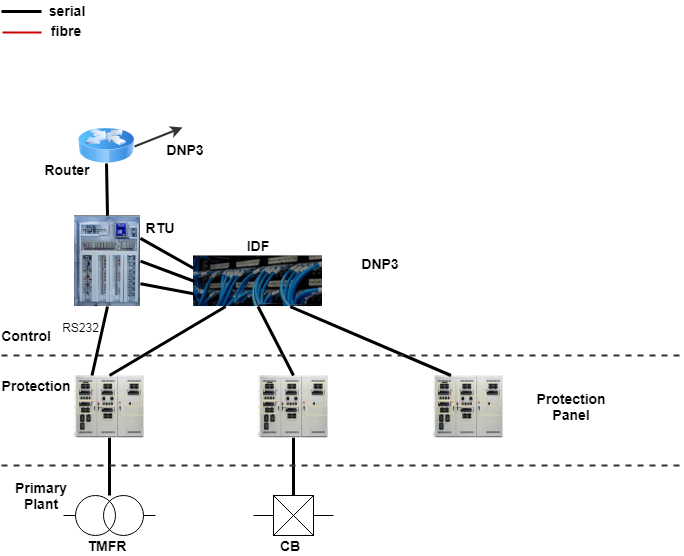 serial
fibre
DNP3
Router
RTU
IDF
DNP3
RS232
Control
Protection
Protection
Panel
Primary
Plant
TMFR
CB